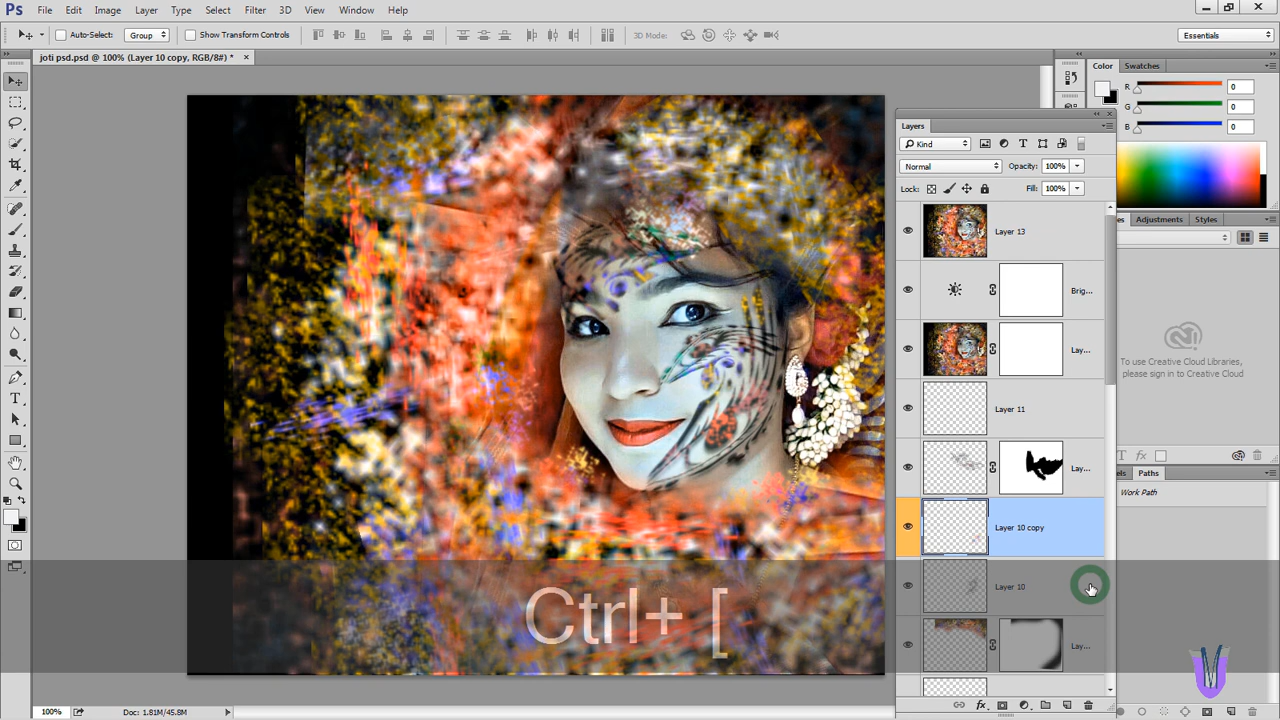 Ps File Edit Image Layer Type Select Filter 3D View Window Help
Auto-Select: Group Show Transform Controls 3D Mode: Essentials
joti psd.psd @ 100% (Layer 10 copy, RGB/8#) * ×
Color Swatches
R 0
G 0
B 0
Layers
Kind
Normal Opacity: 100%
Lock: Fill: 100%
Layer 13
Brig...
Lay...
Layer 11
Lay...
Layer 10 copy
Layer 10
Lay...
Adjustments Styles
To use Creative Cloud Libraries,
please sign in to Creative Cloud
Paths
Work Path
Ctrl+ [
100% Doc: 1.81M/45.8M